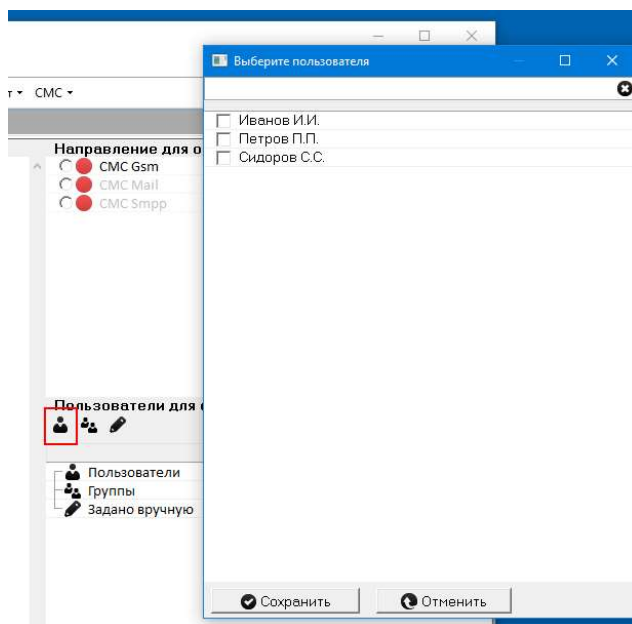 Выберите пользователя
СМС
Иванов И.И.
Петров П.П.
Сидоров С.С.
Направление для о
СМС Gsm
СМС Mail
СМС Smpp
Пользователи для
Пользователи
Группы
Задано вручную
Сохранить
Отменить